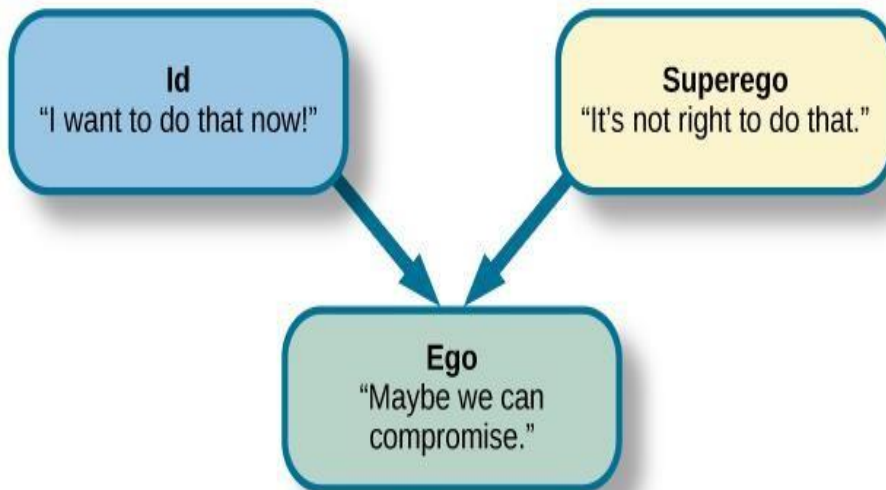 Id
“I want to do that now!”
Superego
“It’s not right to do that.”
Ego
“Maybe we can
compromise.”